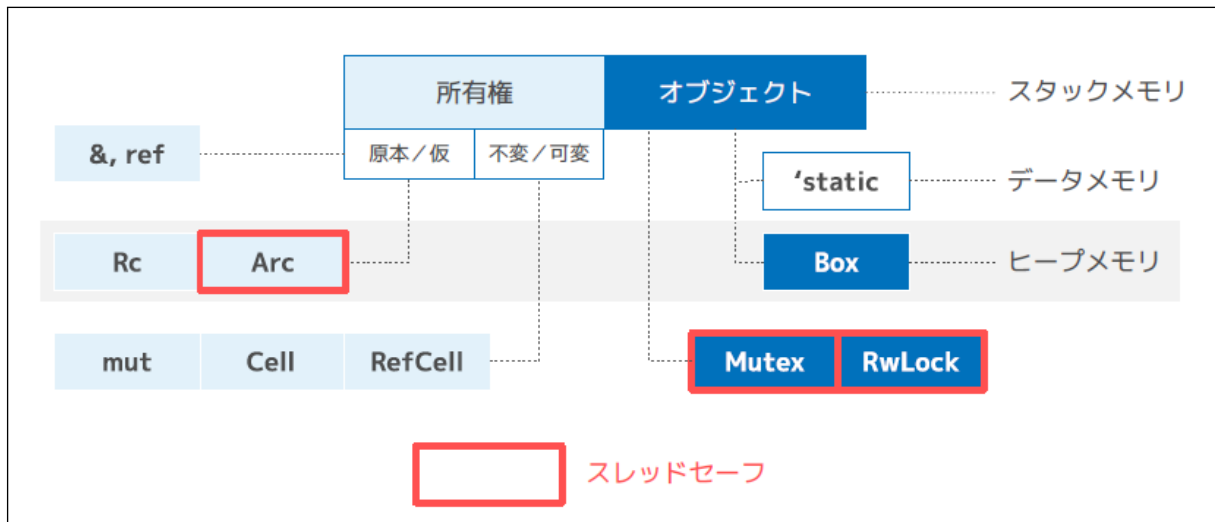 所有権 オブジェクト スタックメモリ
&, ref 原本／仮 不変／可変
‘static データメモリ
Rc Arc Box ヒープメモリ
mut Cell RefCell Mutex RwLock
スレッドセーフ